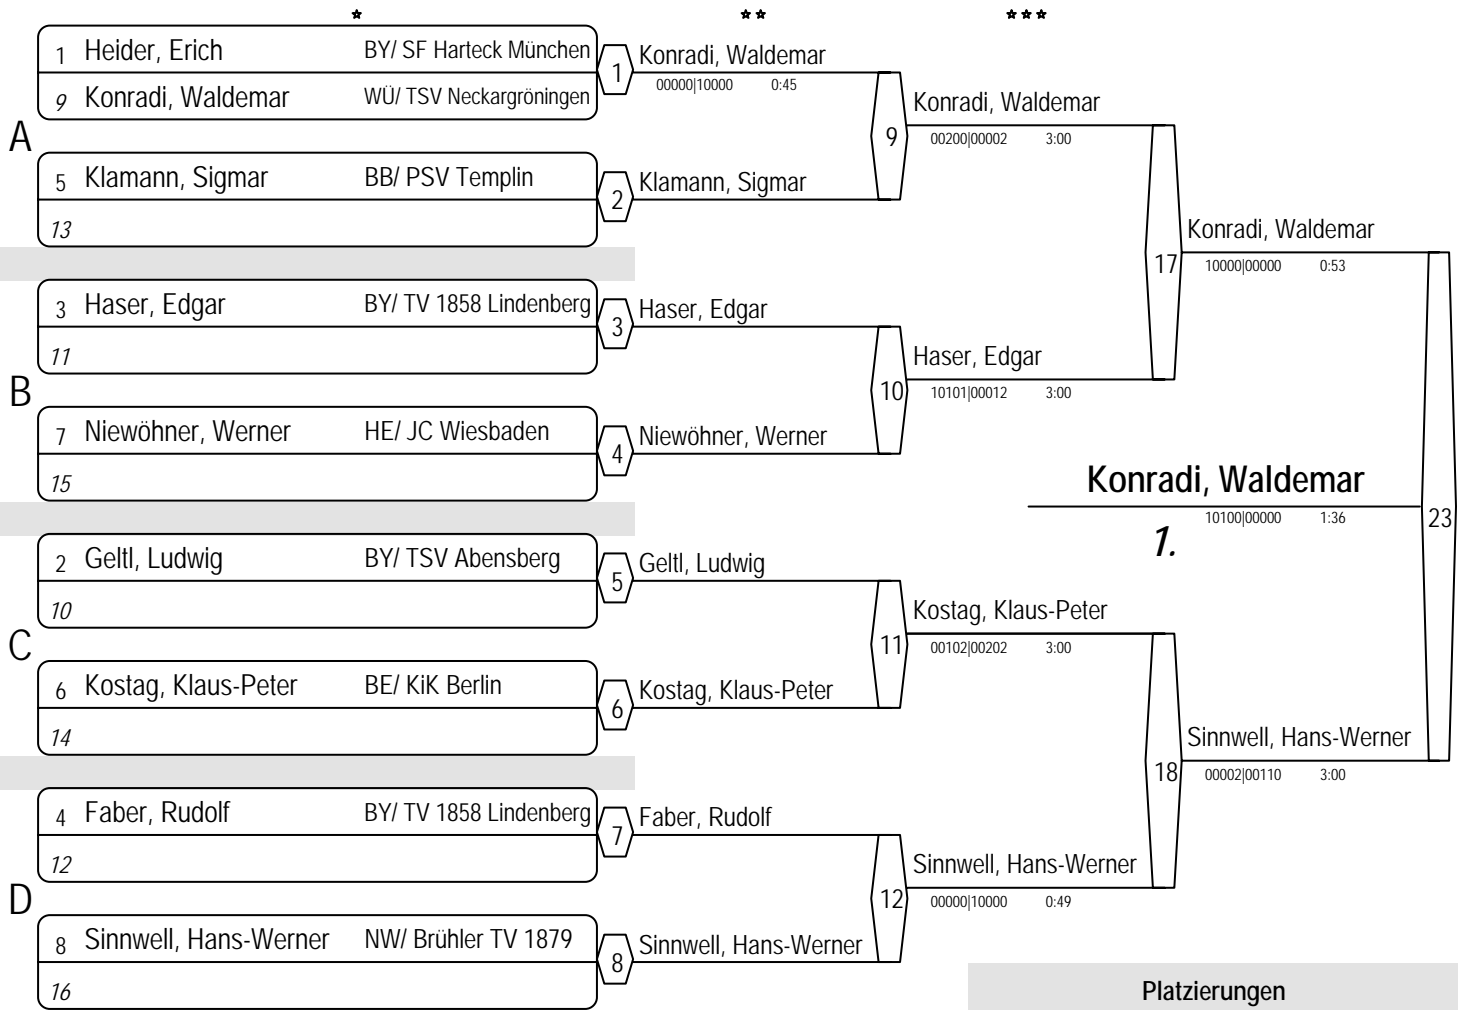 * ** ***
1 Heider, Erich BY/ SF Harteck München
9 Konradi, Waldemar WÜ/ TSV Neckargröningen
1 Konradi, Waldemar
00000|10000 0:45
A
5 Klamann, Sigmar BB/ PSV Templin
13
2 Klamann, Sigmar
9 Konradi, Waldemar
00200|00002 3:00
3 Haser, Edgar BY/ TV 1858 Lindenberg
11
3 Haser, Edgar
B
7 Niewöhner, Werner HE/ JC Wiesbaden
15
4 Niewöhner, Werner
10 Haser, Edgar
10101|00012 3:00
17 Konradi, Waldemar
10000|00000 0:53
2 Geltl, Ludwig BY/ TSV Abensberg
10
5 Geltl, Ludwig
C
6 Kostag, Klaus-Peter BE/ KiK Berlin
14
6 Kostag, Klaus-Peter
11 Kostag, Klaus-Peter
00102|00202 3:00
4 Faber, Rudolf BY/ TV 1858 Lindenberg
12
7 Faber, Rudolf
D
8 Sinnwell, Hans-Werner NW/ Brühler TV 1879
16
8 Sinnwell, Hans-Werner
12 Sinnwell, Hans-Werner
00000|10000 0:49
18 Sinnwell, Hans-Werner
00002|00110 3:00
Konradi, Waldemar
1. 10100|00000 1:36
23
Platzierungen